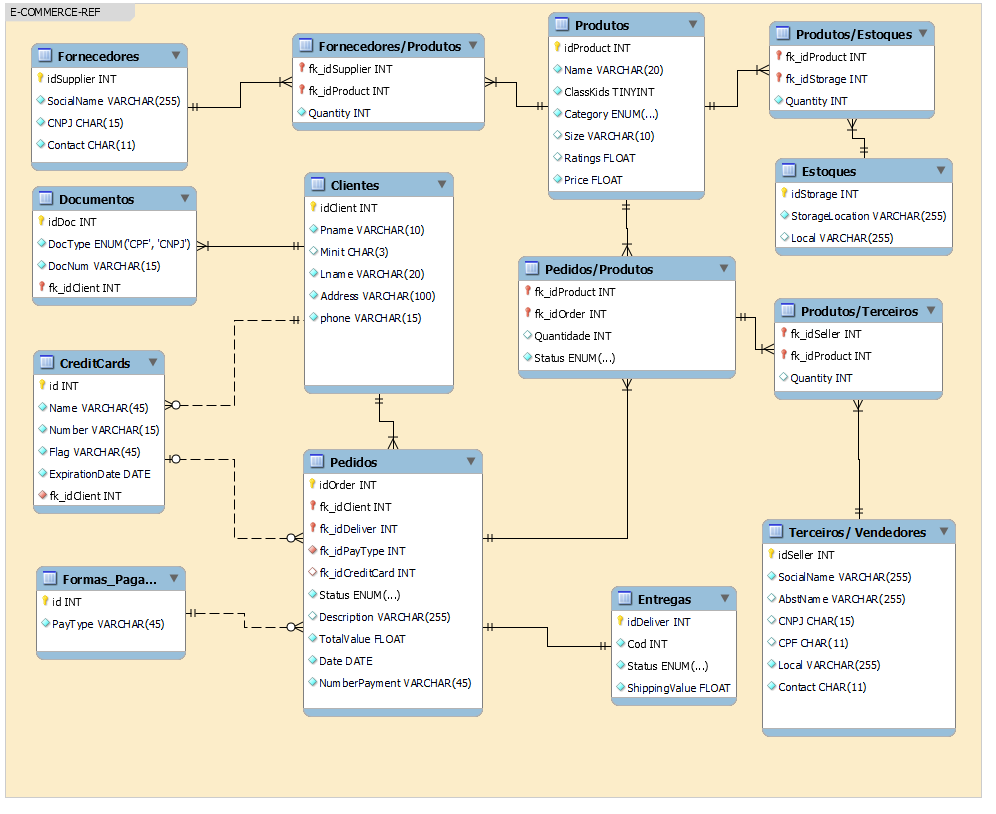 E-COMMERCE-REF
Fornecedores
idSupplier INT
SocialName VARCHAR(255)
CNPJ CHAR(15)
Contact CHAR(11)
Fornecedores/Produtos
fk_idSupplier INT
fk_idProduct INT
Quantity INT
Produtos
idProduct INT
Name VARCHAR(20)
ClassKids TINYINT
Category ENUM(...)
Size VARCHAR(10)
Ratings FLOAT
Price FLOAT
Produtos/Estoques
fk_idProduct INT
fk_idStorage INT
Quantity INT
Estoques
idStorage INT
StorageLocation VARCHAR(255)
Local VARCHAR(255)
Documentos
idDoc INT
DocType ENUM('CPF', 'CNPJ')
DocNum VARCHAR(15)
fk_idClient INT
Clientes
idClient INT
Pname VARCHAR(10)
Minit CHAR(3)
Lname VARCHAR(20)
Address VARCHAR(100)
phone VARCHAR(15)
Pedidos/Produtos
fk_idProduct INT
fk_idOrder INT
Quantidade INT
Status ENUM(...)
Produtos/Terceiros
fk_idSeller INT
fk_idProduct INT
Quantity INT
CreditCards
id INT
Name VARCHAR(45)
Number VARCHAR(15)
Flag VARCHAR(45)
ExpirationDate DATE
fk_idClient INT
Pedidos
idOrder INT
fk_idClient INT
fk_idDeliver INT
fk_idPayType INT
fk_idCreditCard INT
Status ENUM(...)
Description VARCHAR(255)
TotalValue FLOAT
Date DATE
NumberPayment VARCHAR(45)
Formas_Paga...
id INT
PayType VARCHAR(45)
Entregas
idDeliver INT
Cod INT
Status ENUM(...)
ShippingValue FLOAT
Terceiros/ Vendedores
idSeller INT
SocialName VARCHAR(255)
AbstName VARCHAR(255)
CNPJ CHAR(15)
CPF CHAR(11)
Local VARCHAR(255)
Contact CHAR(11)